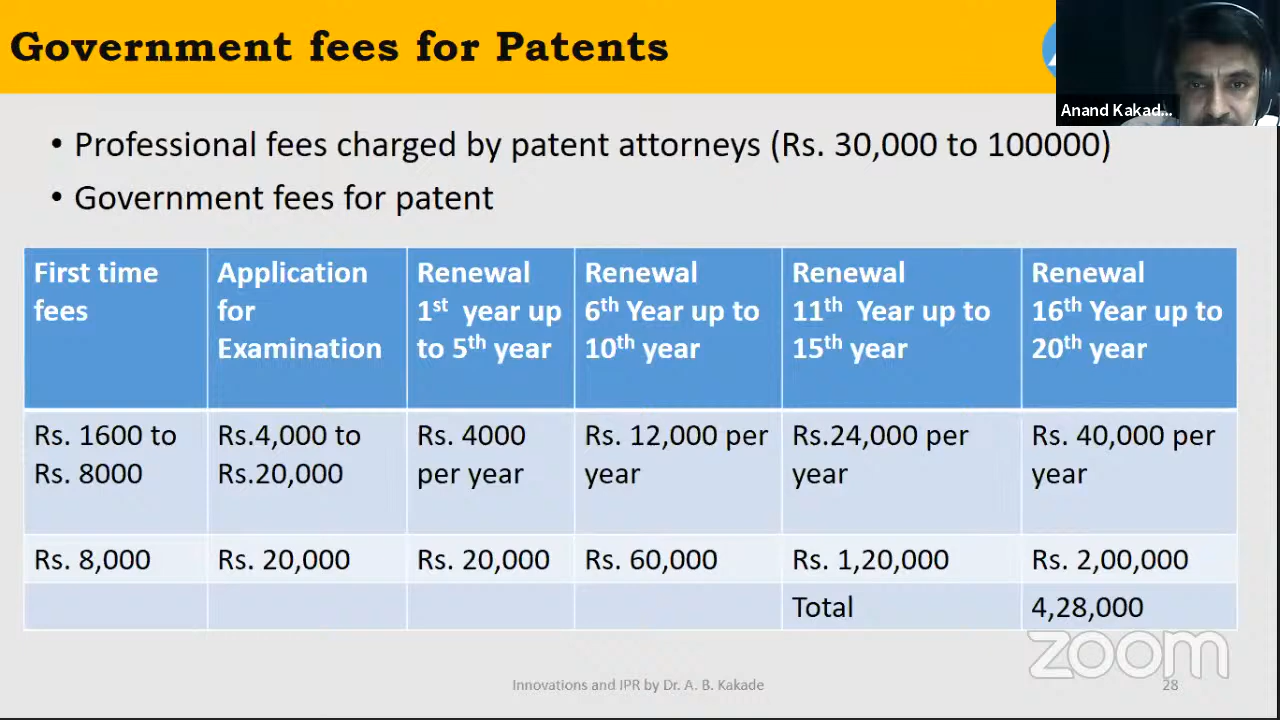 Government fees for Patents
Anand Kakad...
• Professional fees charged by patent attorneys (Rs. 30,000 to 100000)
• Government fees for patent
First time fees
Application for Examination
Renewal 1st year up to 5th year
Renewal 6th Year up to 10th year
Renewal 11th Year up to 15th year
Renewal 16th Year up to 20th year
Rs. 1600 to Rs. 8000
Rs.4,000 to Rs.20,000
Rs. 4000 per year
Rs. 12,000 per year
Rs.24,000 per year
Rs. 40,000 per year
Rs. 8,000
Rs. 20,000
Rs. 20,000
Rs. 60,000
Rs. 1,20,000
Rs. 2,00,000
Total
4,28,000
zoom
Innovations and IPR by Dr. A. B. Kakade
28